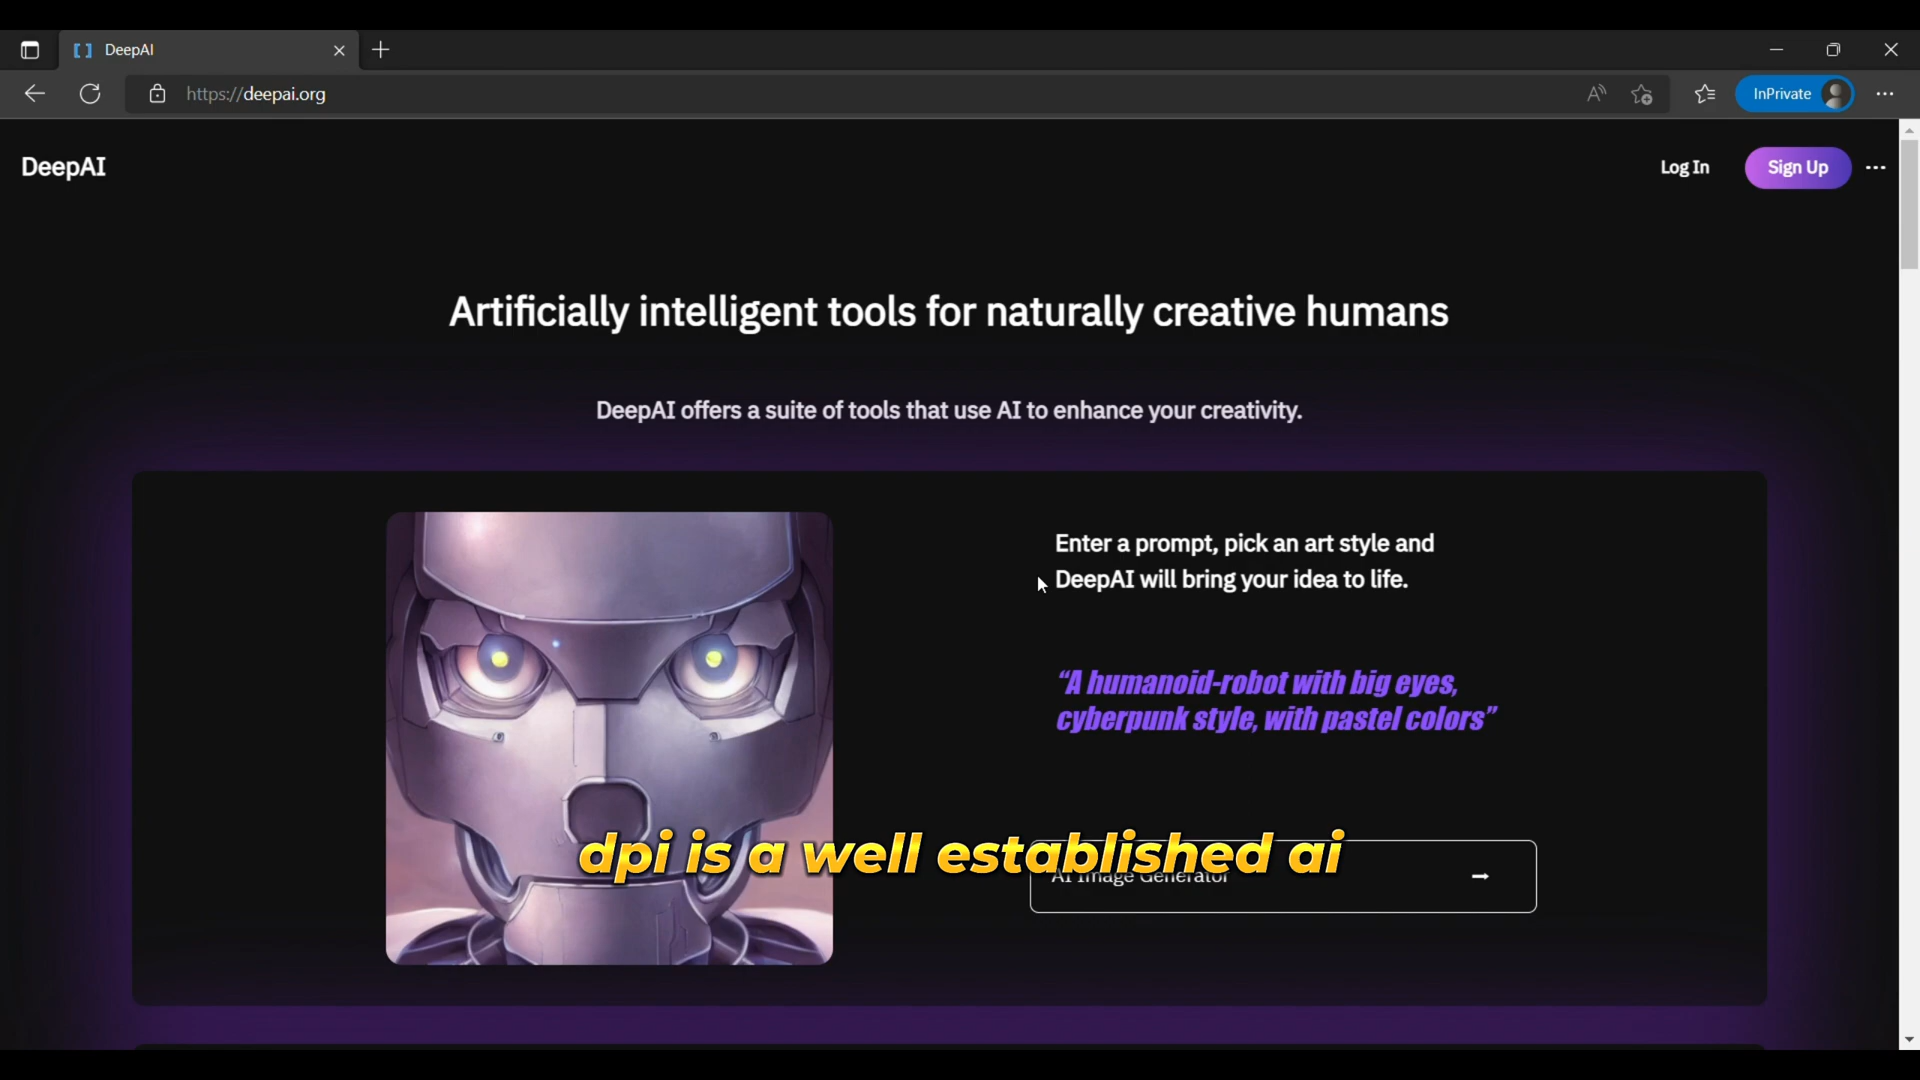 DeepAI
https://deepai.org
InPrivate
DeepAI
Log In
Sign Up
Artificially intelligent tools for naturally creative humans
DeepAI offers a suite of tools that use AI to enhance your creativity.
Enter a prompt, pick an art style and
DeepAI will bring your idea to life.
“A humanoid-robot with big eyes,
cyberpunk style, with pastel colors”
dpi is a well established ai
AI Image Generator